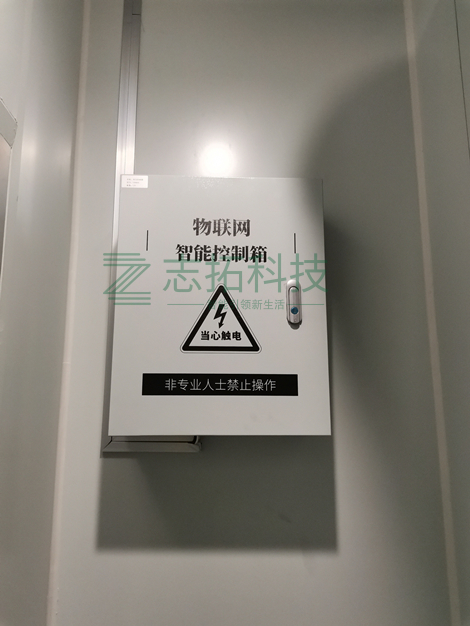 物联网
智能控制箱
志拓科技
引领新生活
当心触电
非专业人士禁止操作